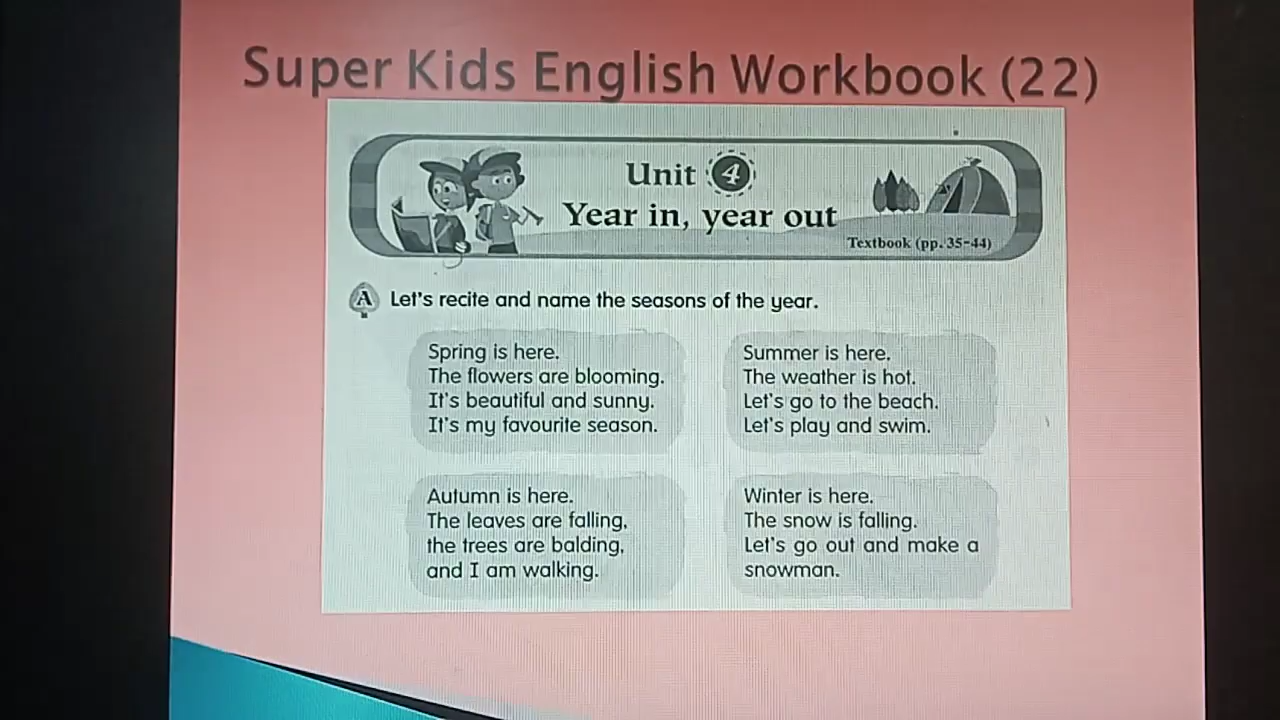 Super Kids English Workbook (22)
Unit 4
Year in, year out
Textbook (pp. 35-44)
A Let's recite and name the seasons of the year.
Spring is here.
The flowers are blooming.
It's beautiful and sunny.
It's my favourite season.
Summer is here.
The weather is hot.
Let's go to the beach.
Let's play and swim.
Autumn is here.
The leaves are falling,
the trees are balding,
and I am walking.
Winter is here.
The snow is falling.
Let's go out and make a
snowman.